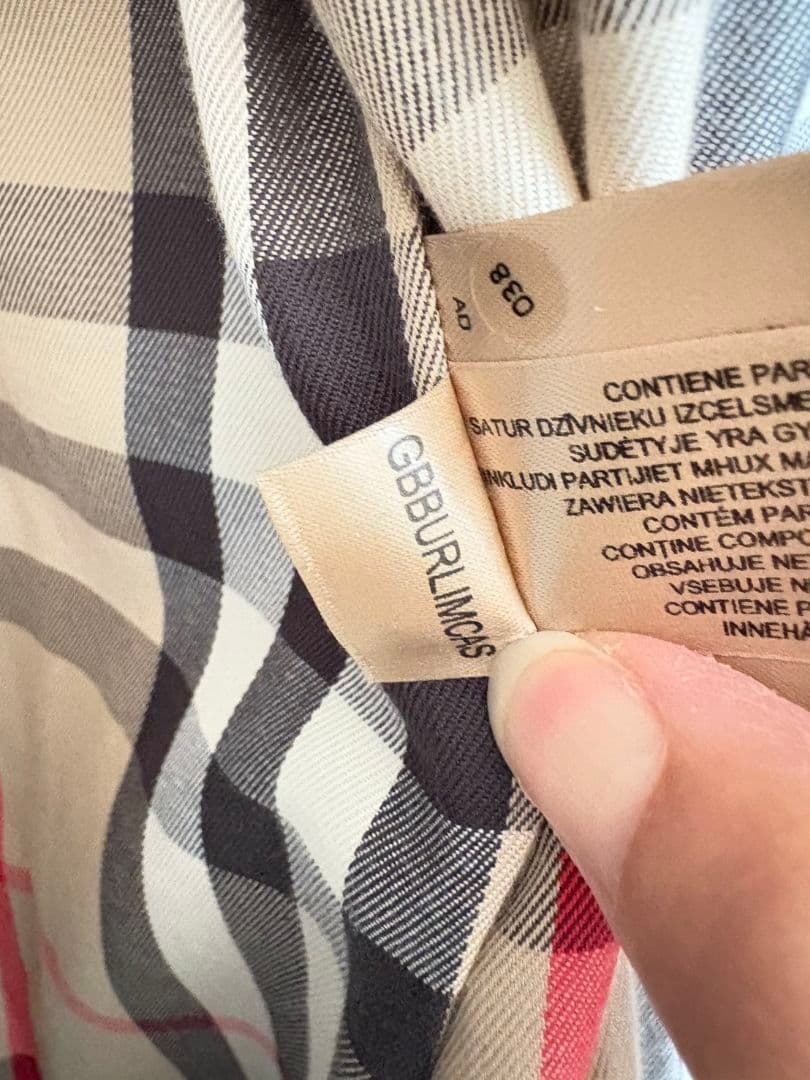 038
AD
CONTIENE PAR
SATUR DZĪVNIEKU IZCELSME
SUDĖTYJE YRA GY
INKLUDI PARTIJIET MHUX MA
ZAWIERA NIETEKST
CONTÉM PAR
CONȚINE COMPO
OBSAHUJE NE
VSEBUJE N
CONTIENE P
INNEHÅ
GBBURLIMCAS